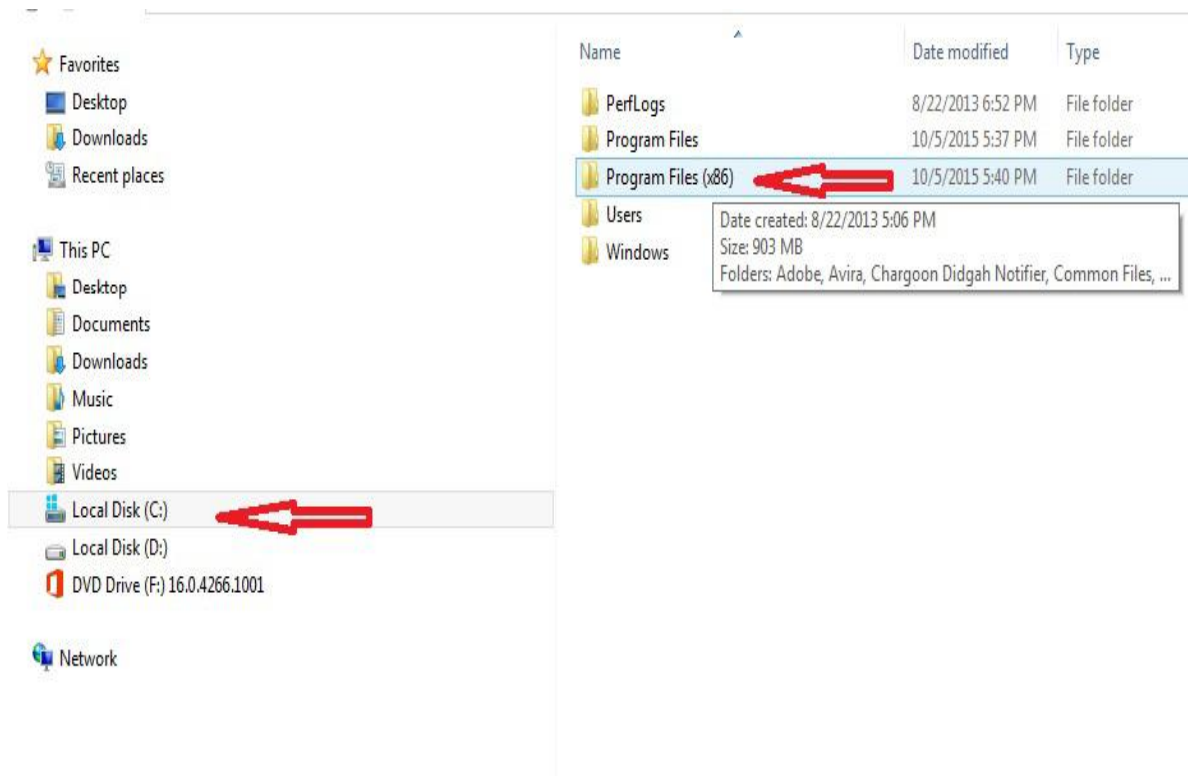 Favorites
Desktop
Downloads
Recent places
This PC
Desktop
Documents
Downloads
Music
Pictures
Videos
Local Disk (C:)
Local Disk (D:)
DVD Drive (F:) 16.0.4266.1001
Network
Name Date modified Type
PerfLogs 8/22/2013 6:52 PM File folder
Program Files 10/5/2015 5:37 PM File folder
Program Files (x86) 10/5/2015 5:40 PM File folder
Users
Windows
Date created: 8/22/2013 5:06 PM
Size: 903 MB
Folders: Adobe, Avira, Chargoon Didgah Notifier, Common Files, ...